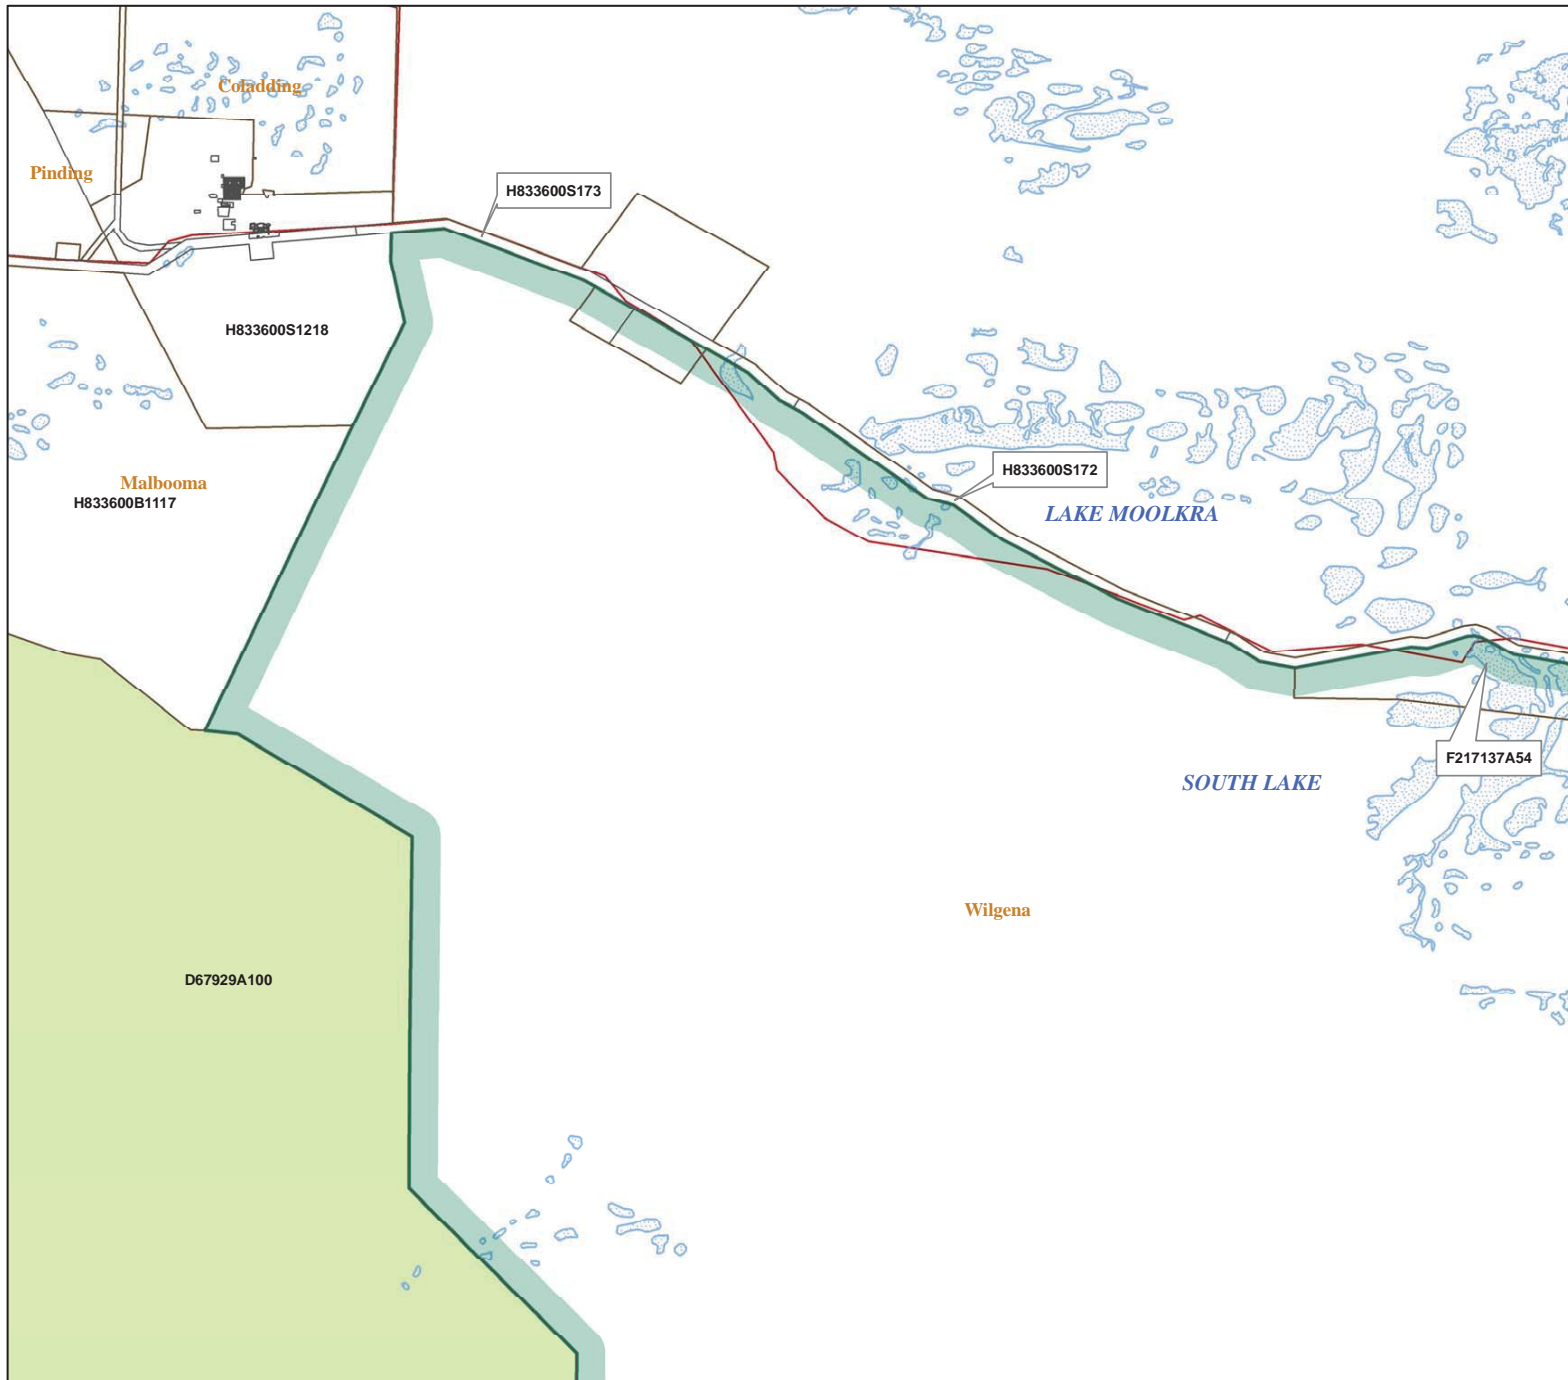 Coladding
Pinding
H833600S173
H833600S1218
H833600S172
Malbooma
H833600B1117
LAKE MOOLKRA
F217137A54
SOUTH LAKE
Wilgena
D67929A100